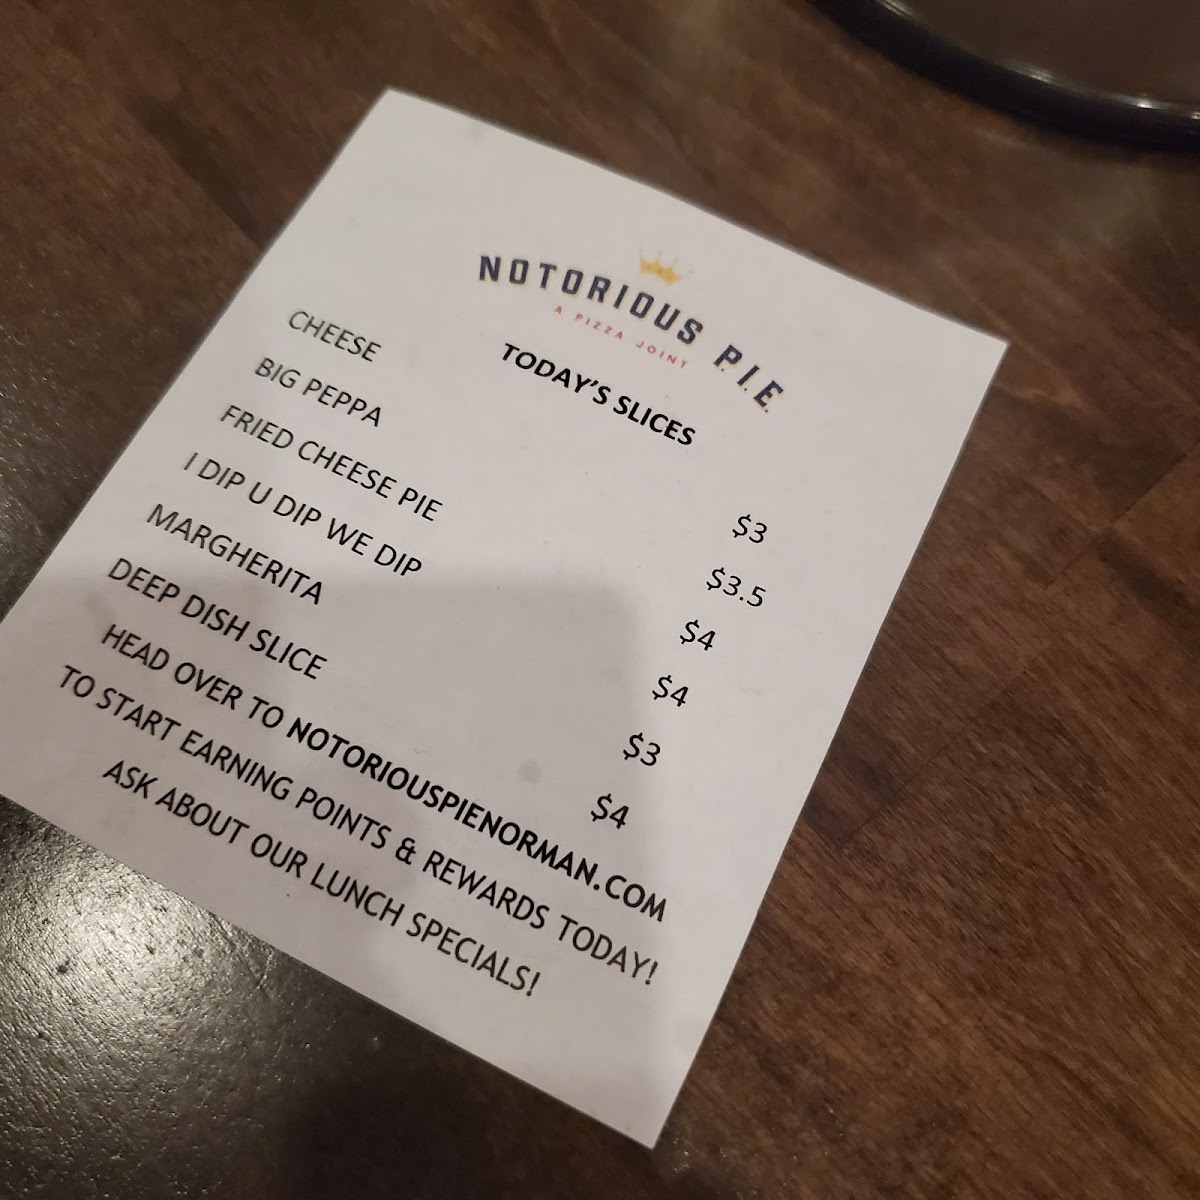 NOTORIOUS P.I.E.
A PIZZA JOINT
TODAY'S SLICES
CHEESE $3
BIG PEPPA $3.5
FRIED CHEESE PIE $4
I DIP U DIP WE DIP $4
MARGHERITA $3
DEEP DISH SLICE $4
HEAD OVER TO NOTORIOUSPIENORMAN.COM
TO START EARNING POINTS & REWARDS TODAY!
ASK ABOUT OUR LUNCH SPECIALS!